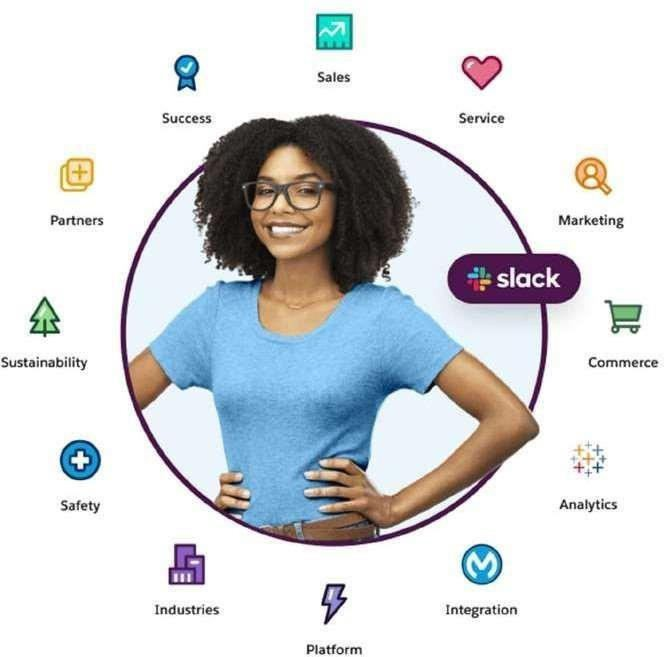 Sales
Success
Service
Partners
Marketing
slack
Sustainability
Commerce
Safety
Analytics
Industries
Integration
Platform